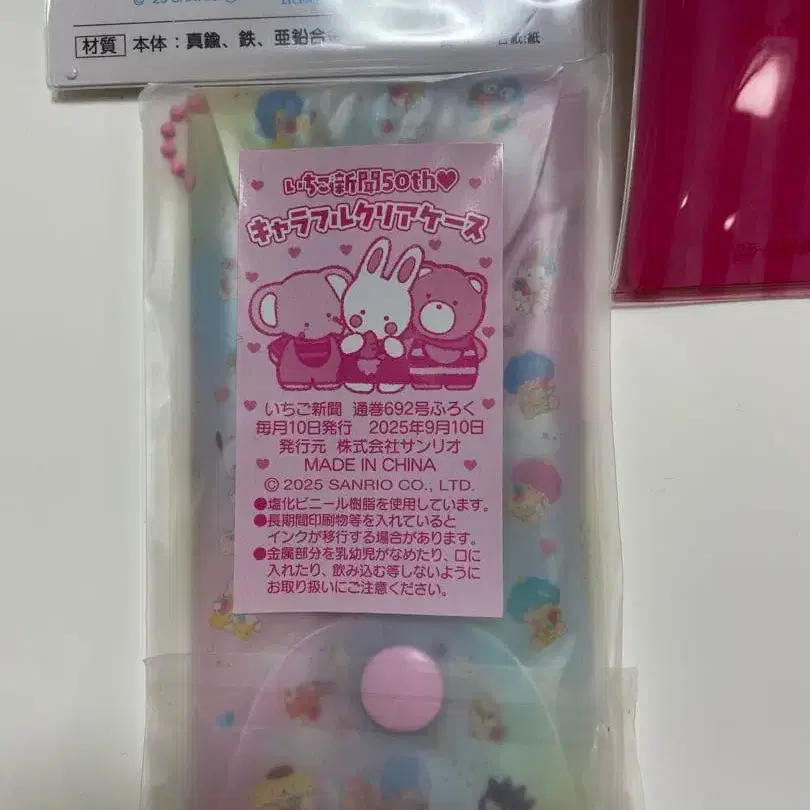 材質 本体：真鍮、鉄、亜鉛合
いちご新聞50th♥
キャラフルクリアケース
いちご新聞 通巻692号ふろく
毎月10日発行 2025年9月10日
発行元 株式会社サンリオ
MADE IN CHINA
© 2025 SANRIO CO., LTD.
●塩化ビニール樹脂を使用しています。
●長期間印刷物等を入れていると
インクが移行する場合があります。
●金属部分を乳幼児がなめたり、口に
入れたり、飲み込む等しないように
お取り扱いにご注意ください。